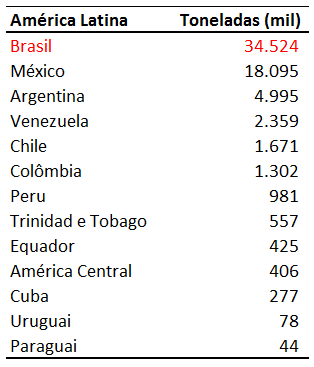 América Latina Toneladas (mil)
Brasil 34.524
México 18.095
Argentina 4.995
Venezuela 2.359
Chile 1.671
Colômbia 1.302
Peru 981
Trinidad e Tobago 557
Equador 425
América Central 406
Cuba 277
Uruguai 78
Paraguai 44